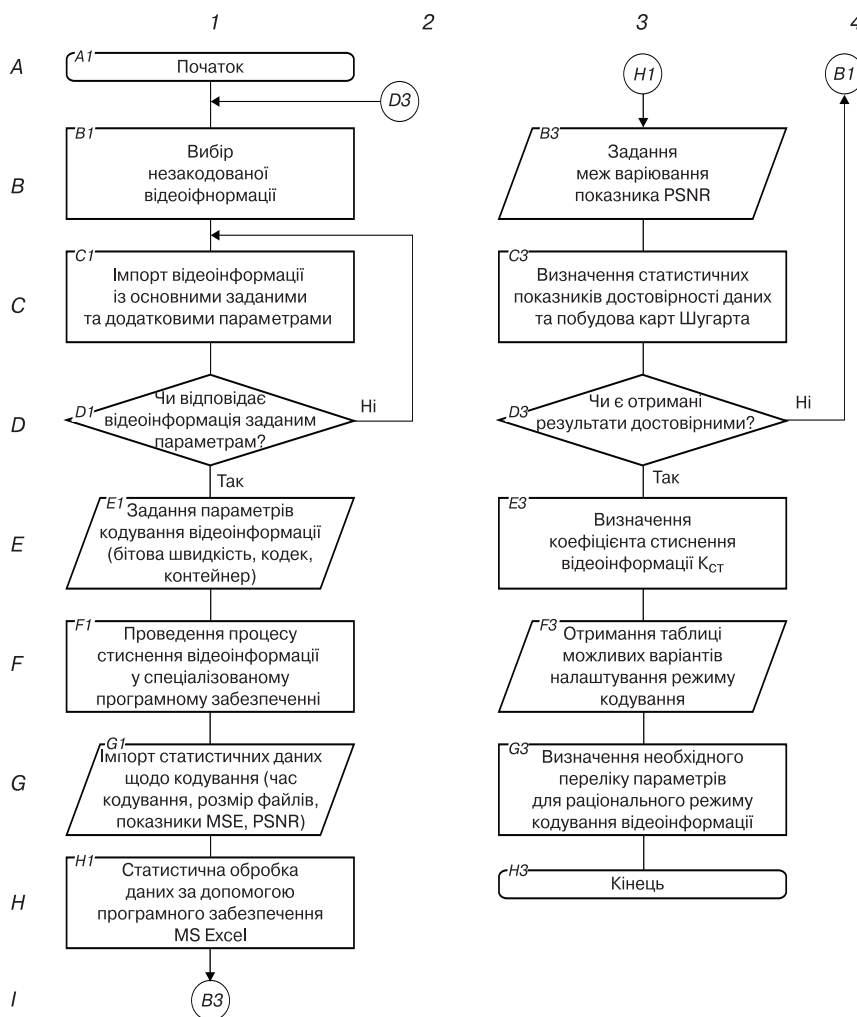 1
2
3
4
A
A1
Початок
D3
B
B1
Вибір
незакодованої
відеоіфнормації
C
C1
Імпорт відеоінформації
із основними заданими
та додатковими параметрами
D
D1
Чи відповідає
відеоінформація заданим
параметрам?
Ні
Так
E
E1
Задання параметрів
кодування відеоінформації
(бітова швидкість, кодек,
контейнер)
F
F1
Проведення процесу
стиснення відеоінформації
у спеціалізованому
програмному забезпеченні
G
G1
Імпорт статистичних даних
щодо кодування (час
кодування, розмір файлів,
показники MSE, PSNR)
H
H1
Статистична обробка
даних за допомогою
програмного забезпечення
MS Excel
I
B3
H1
B1
B3
Задання
меж варіювання
показника PSNR
C3
Визначення статистичних
показників достовірності даних
та побудова карт Шугарта
D3
Чи є отримані
результати достовірними?
Ні
Так
E3
Визначення
коефіцієнта стиснення
відеоінформації Кст
F3
Отримання таблиці
можливих варіантів
налаштування режиму
кодування
G3
Визначення необхідного
переліку параметрів
для раціонального режиму
кодування відеоінформації
H3
Кінець